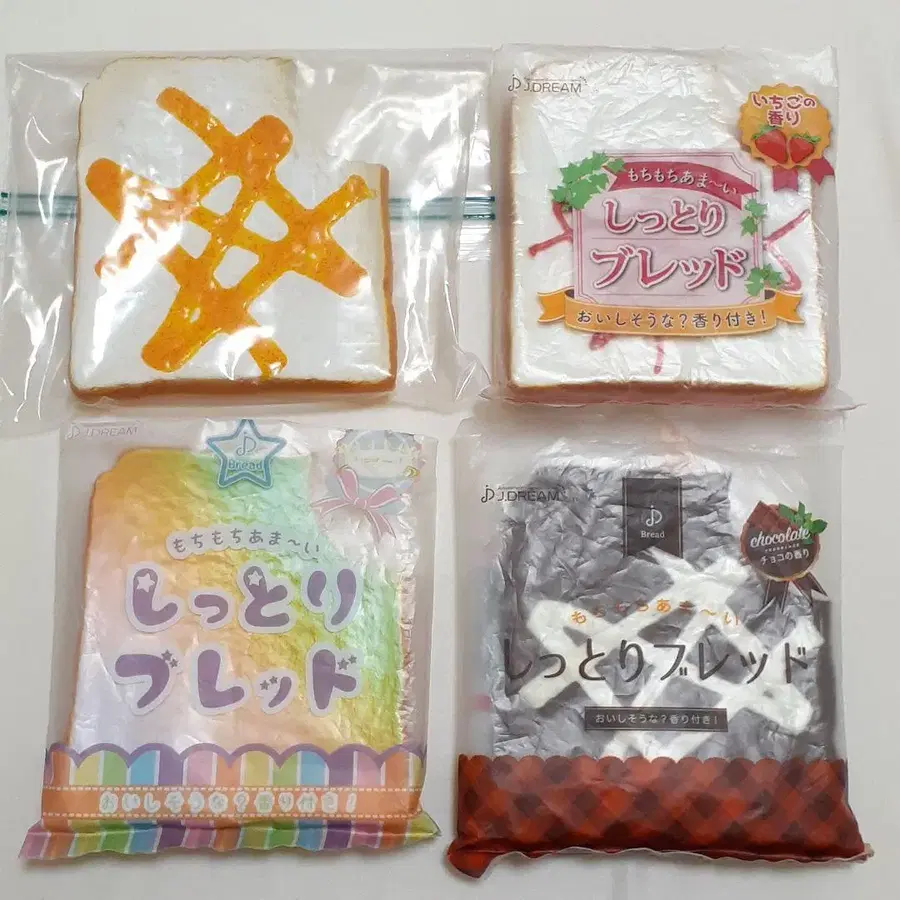 J.DREAM
いちごの
香り
もちもちあま～い
しっとり
ブレッド
おいしそうな?香り付き!
J.DREAM
Bread
もちもちあま～い
しっとり
ブレッド
おいしそうな?香り付き!
J.DREAM
Bread
chocolate
チョコの香り
もちもちあま～い
しっとりブレッド
おいしそうな?香り付き!